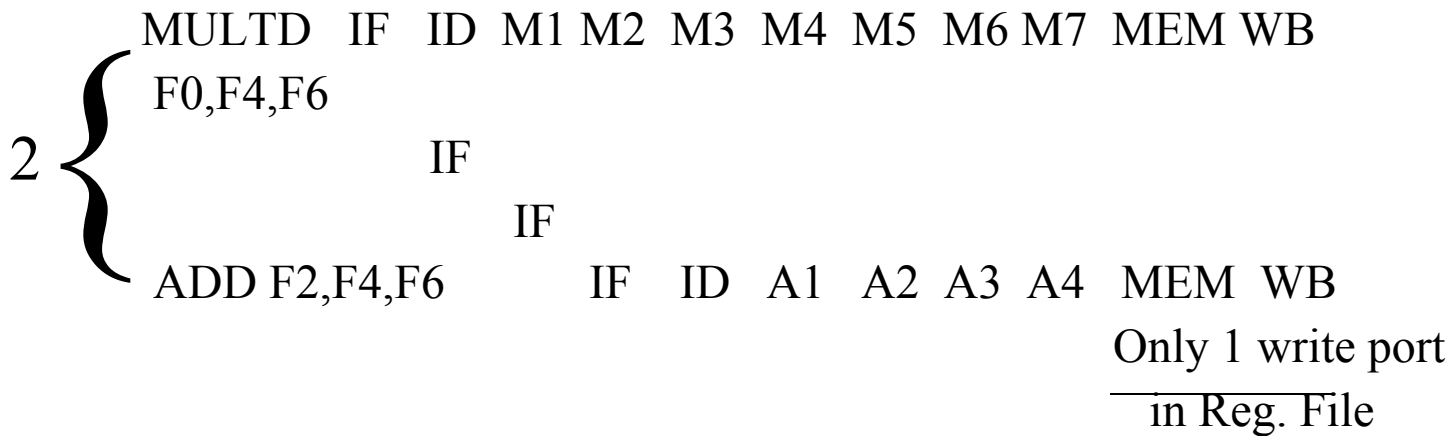 MULTD IF ID M1 M2 M3 M4 M5 M6 M7 MEM WB
F0,F4,F6
2
IF
IF
ADD F2,F4,F6 IF ID A1 A2 A3 A4 MEM WB
Only 1 write port
in Reg. File